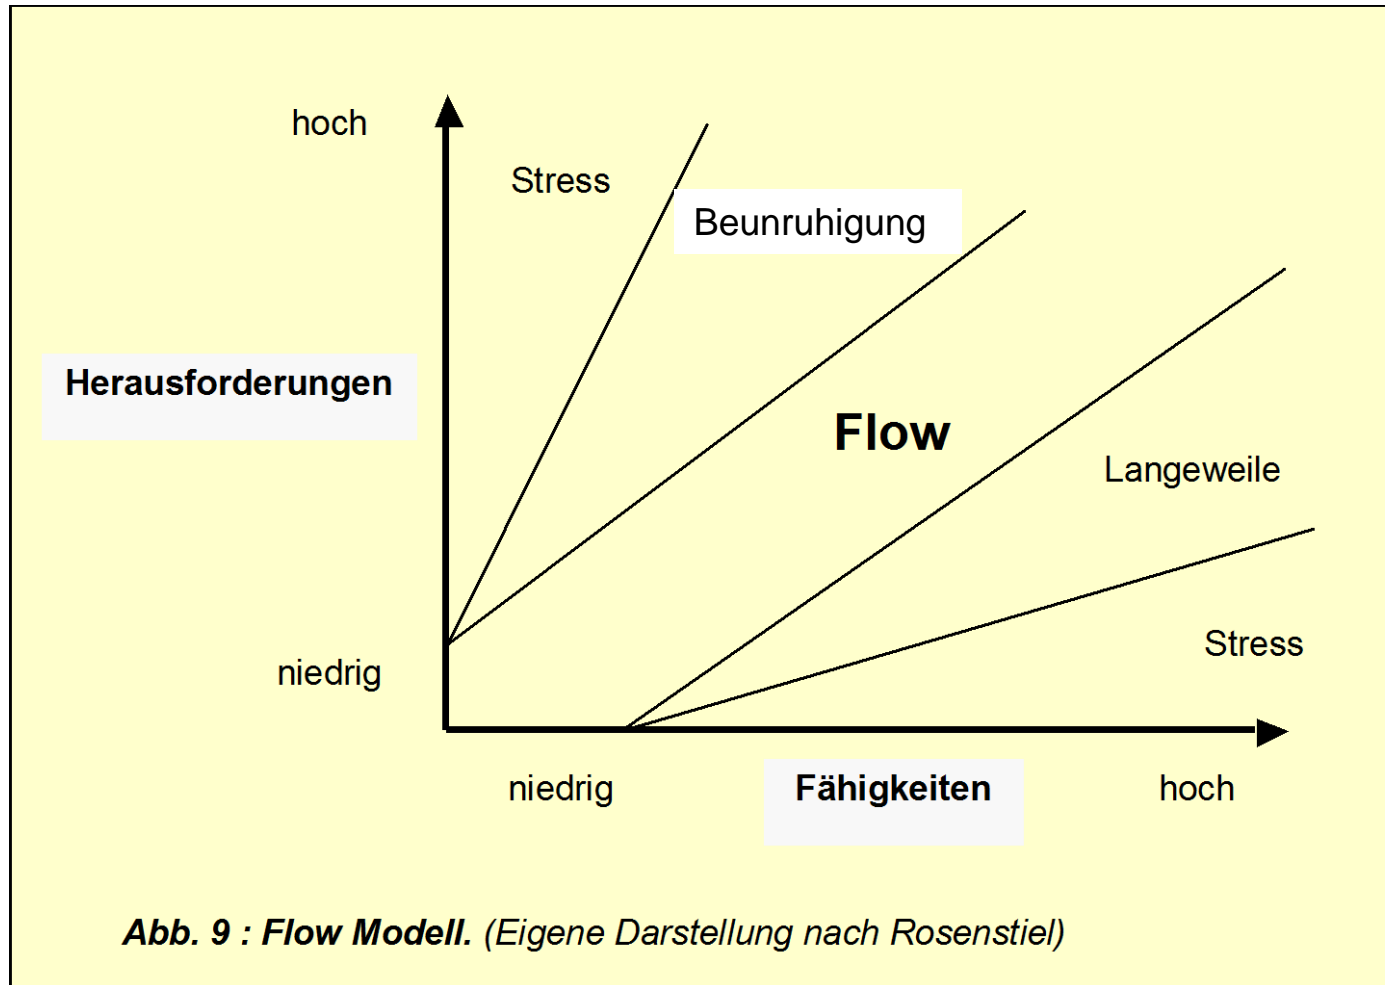 hoch
Stress
Beunruhigung
Herausforderungen
Flow
Langeweile
Stress
niedrig
niedrig Fähigkeiten hoch
Abb. 9 : Flow Modell. (Eigene Darstellung nach Rosenstiel)